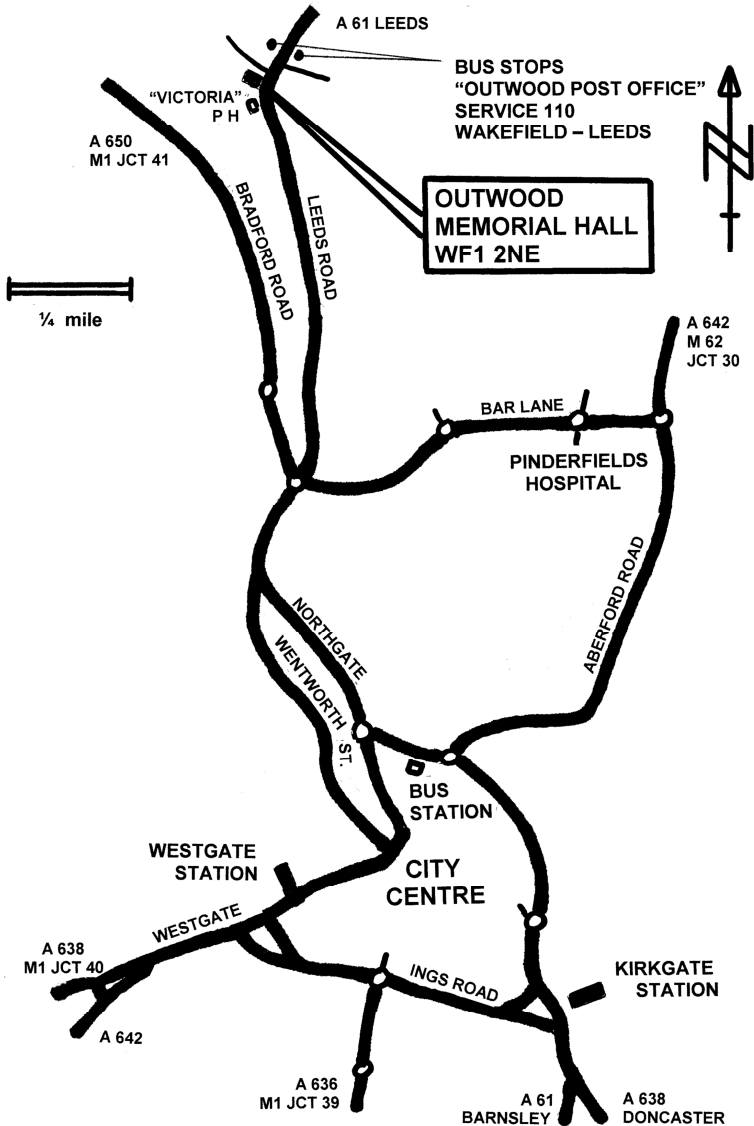 A 61 LEEDS
BUS STOPS
“OUTWOOD POST OFFICE”
SERVICE 110
WAKEFIELD – LEEDS
“VICTORIA”
P H
A 650
M1 JCT 41
OUTWOOD
MEMORIAL HALL
WF1 2NE
BRADFORD ROAD
LEEDS ROAD
N
¼ mile
A 642
M 62
JCT 30
BAR LANE
PINDERFIELDS
HOSPITAL
ABERFORD ROAD
NORTHGATE
WENTWORTH ST.
BUS
STATION
WESTGATE
STATION
CITY
CENTRE
WESTGATE
A 638
M1 JCT 40
A 642
INGS ROAD
KIRKGATE
STATION
A 636
M1 JCT 39
A 61
BARNSLEY
A 638
DONCASTER